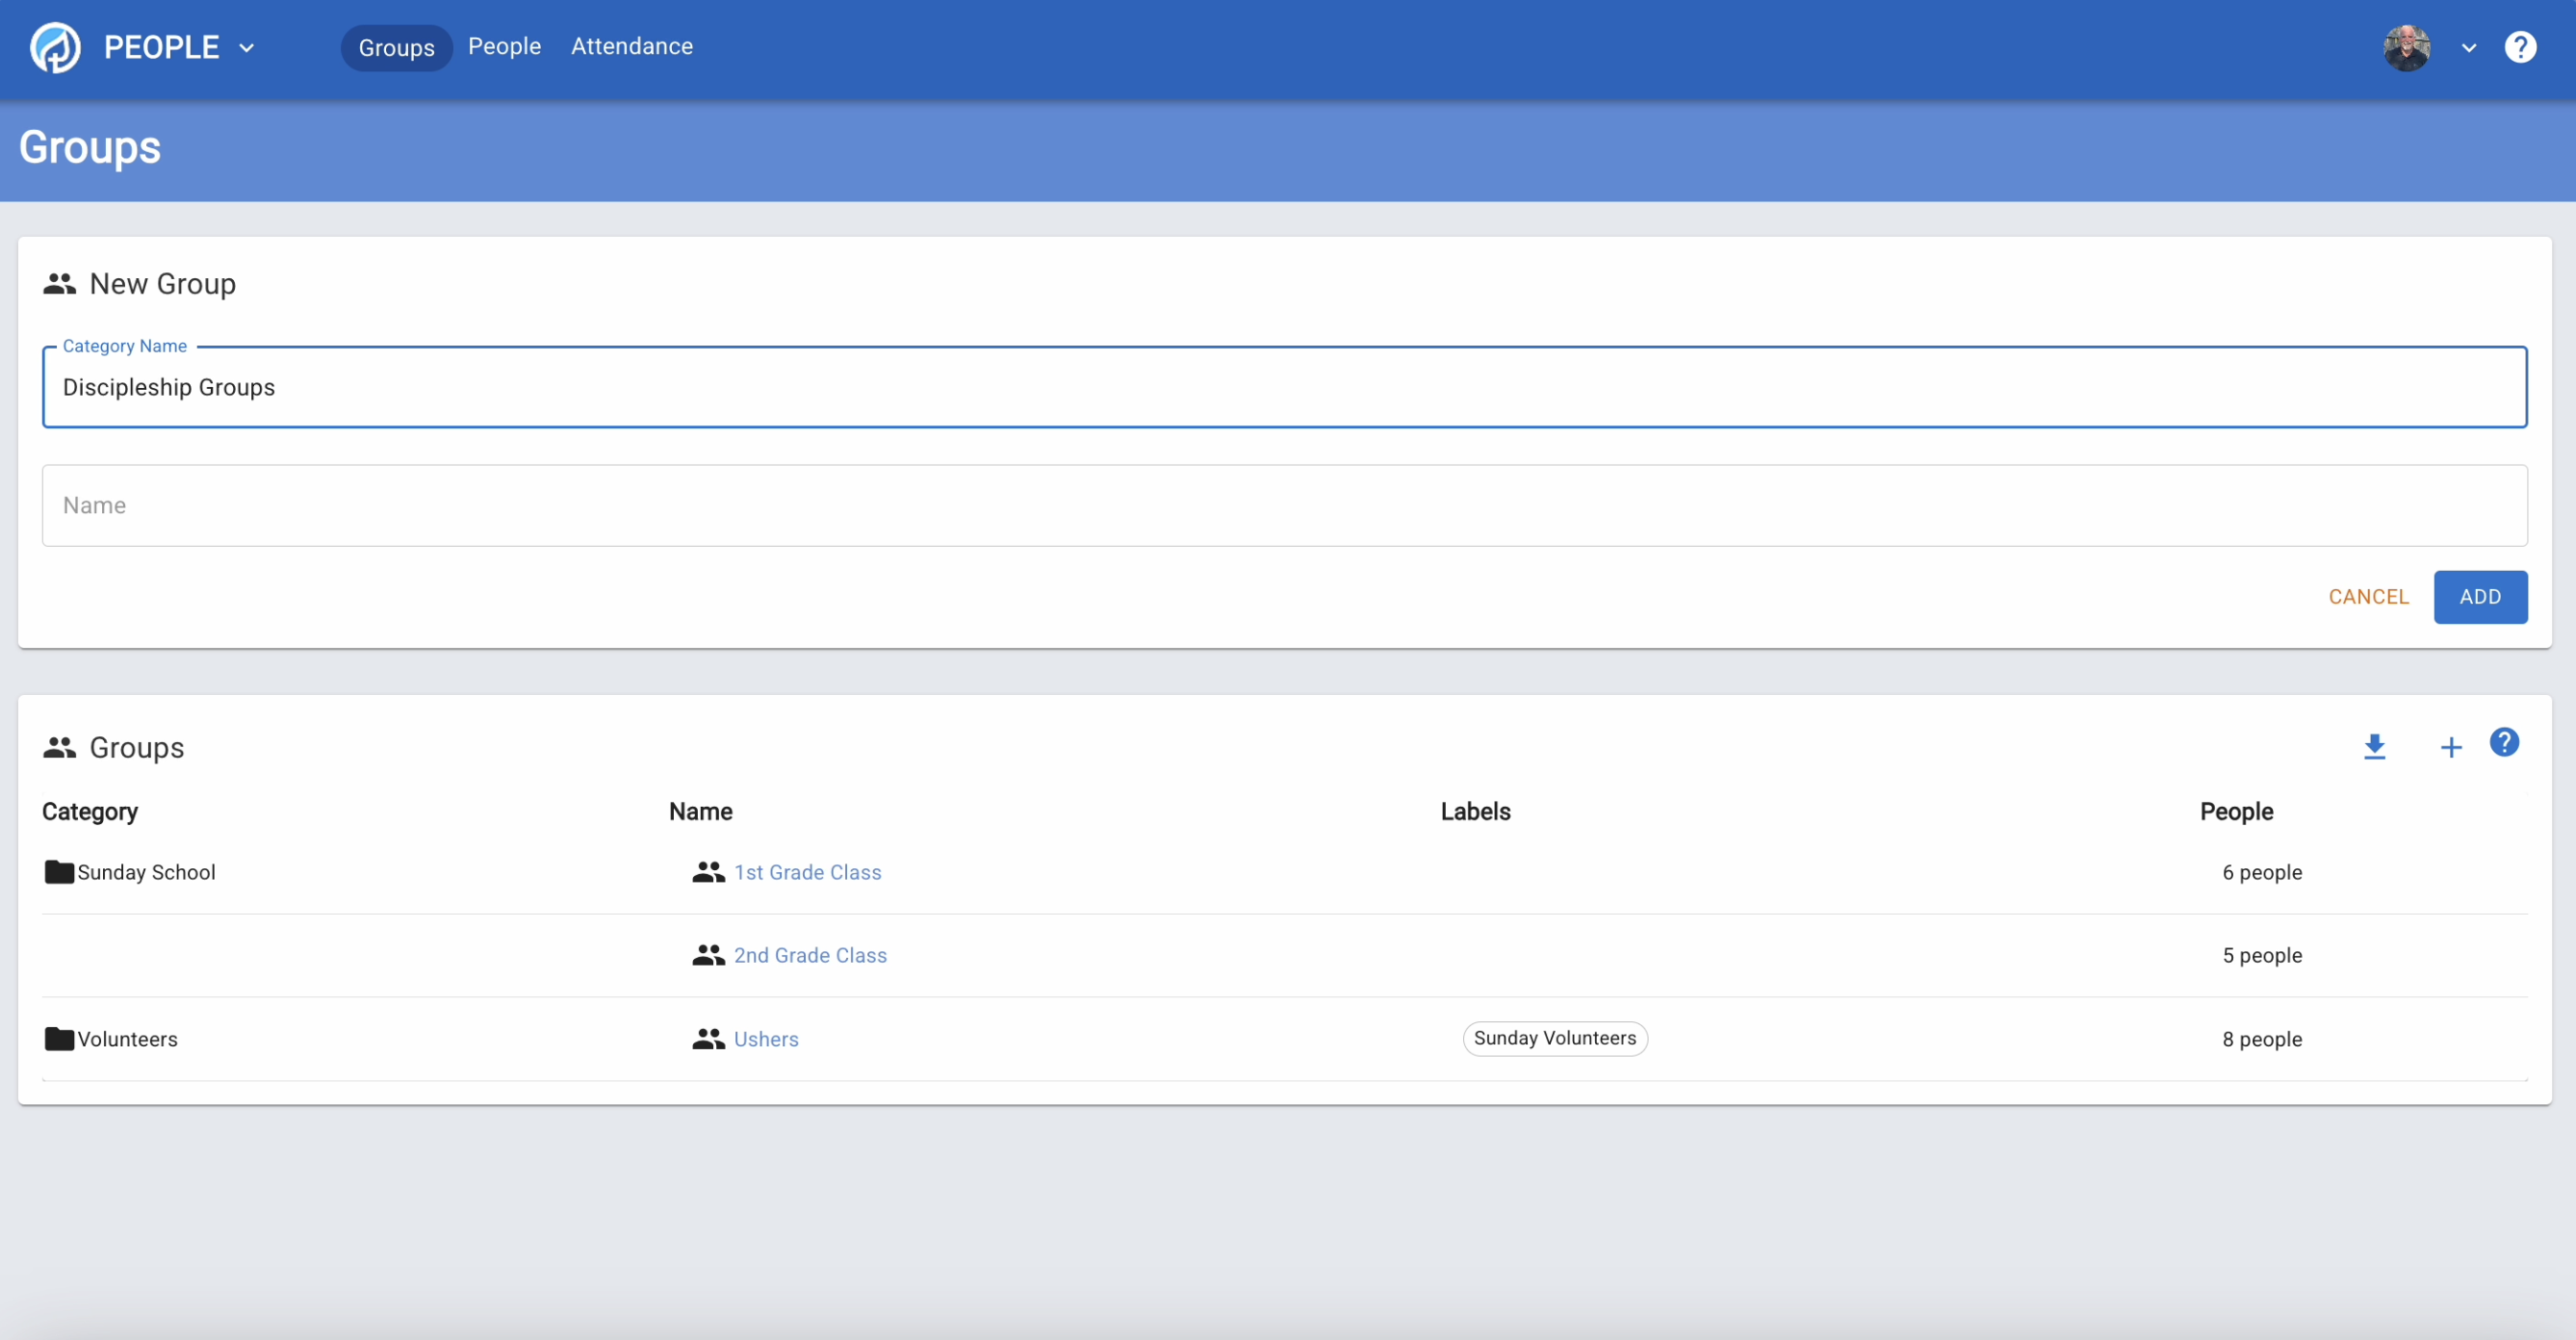 PEOPLE Groups People Attendance ?
Groups
New Group
Category Name
Discipleship Groups
Name
CANCEL ADD
Groups ?
Category Name Labels People
Sunday School 1st Grade Class 6 people
2nd Grade Class 5 people
Volunteers Ushers Sunday Volunteers 8 people